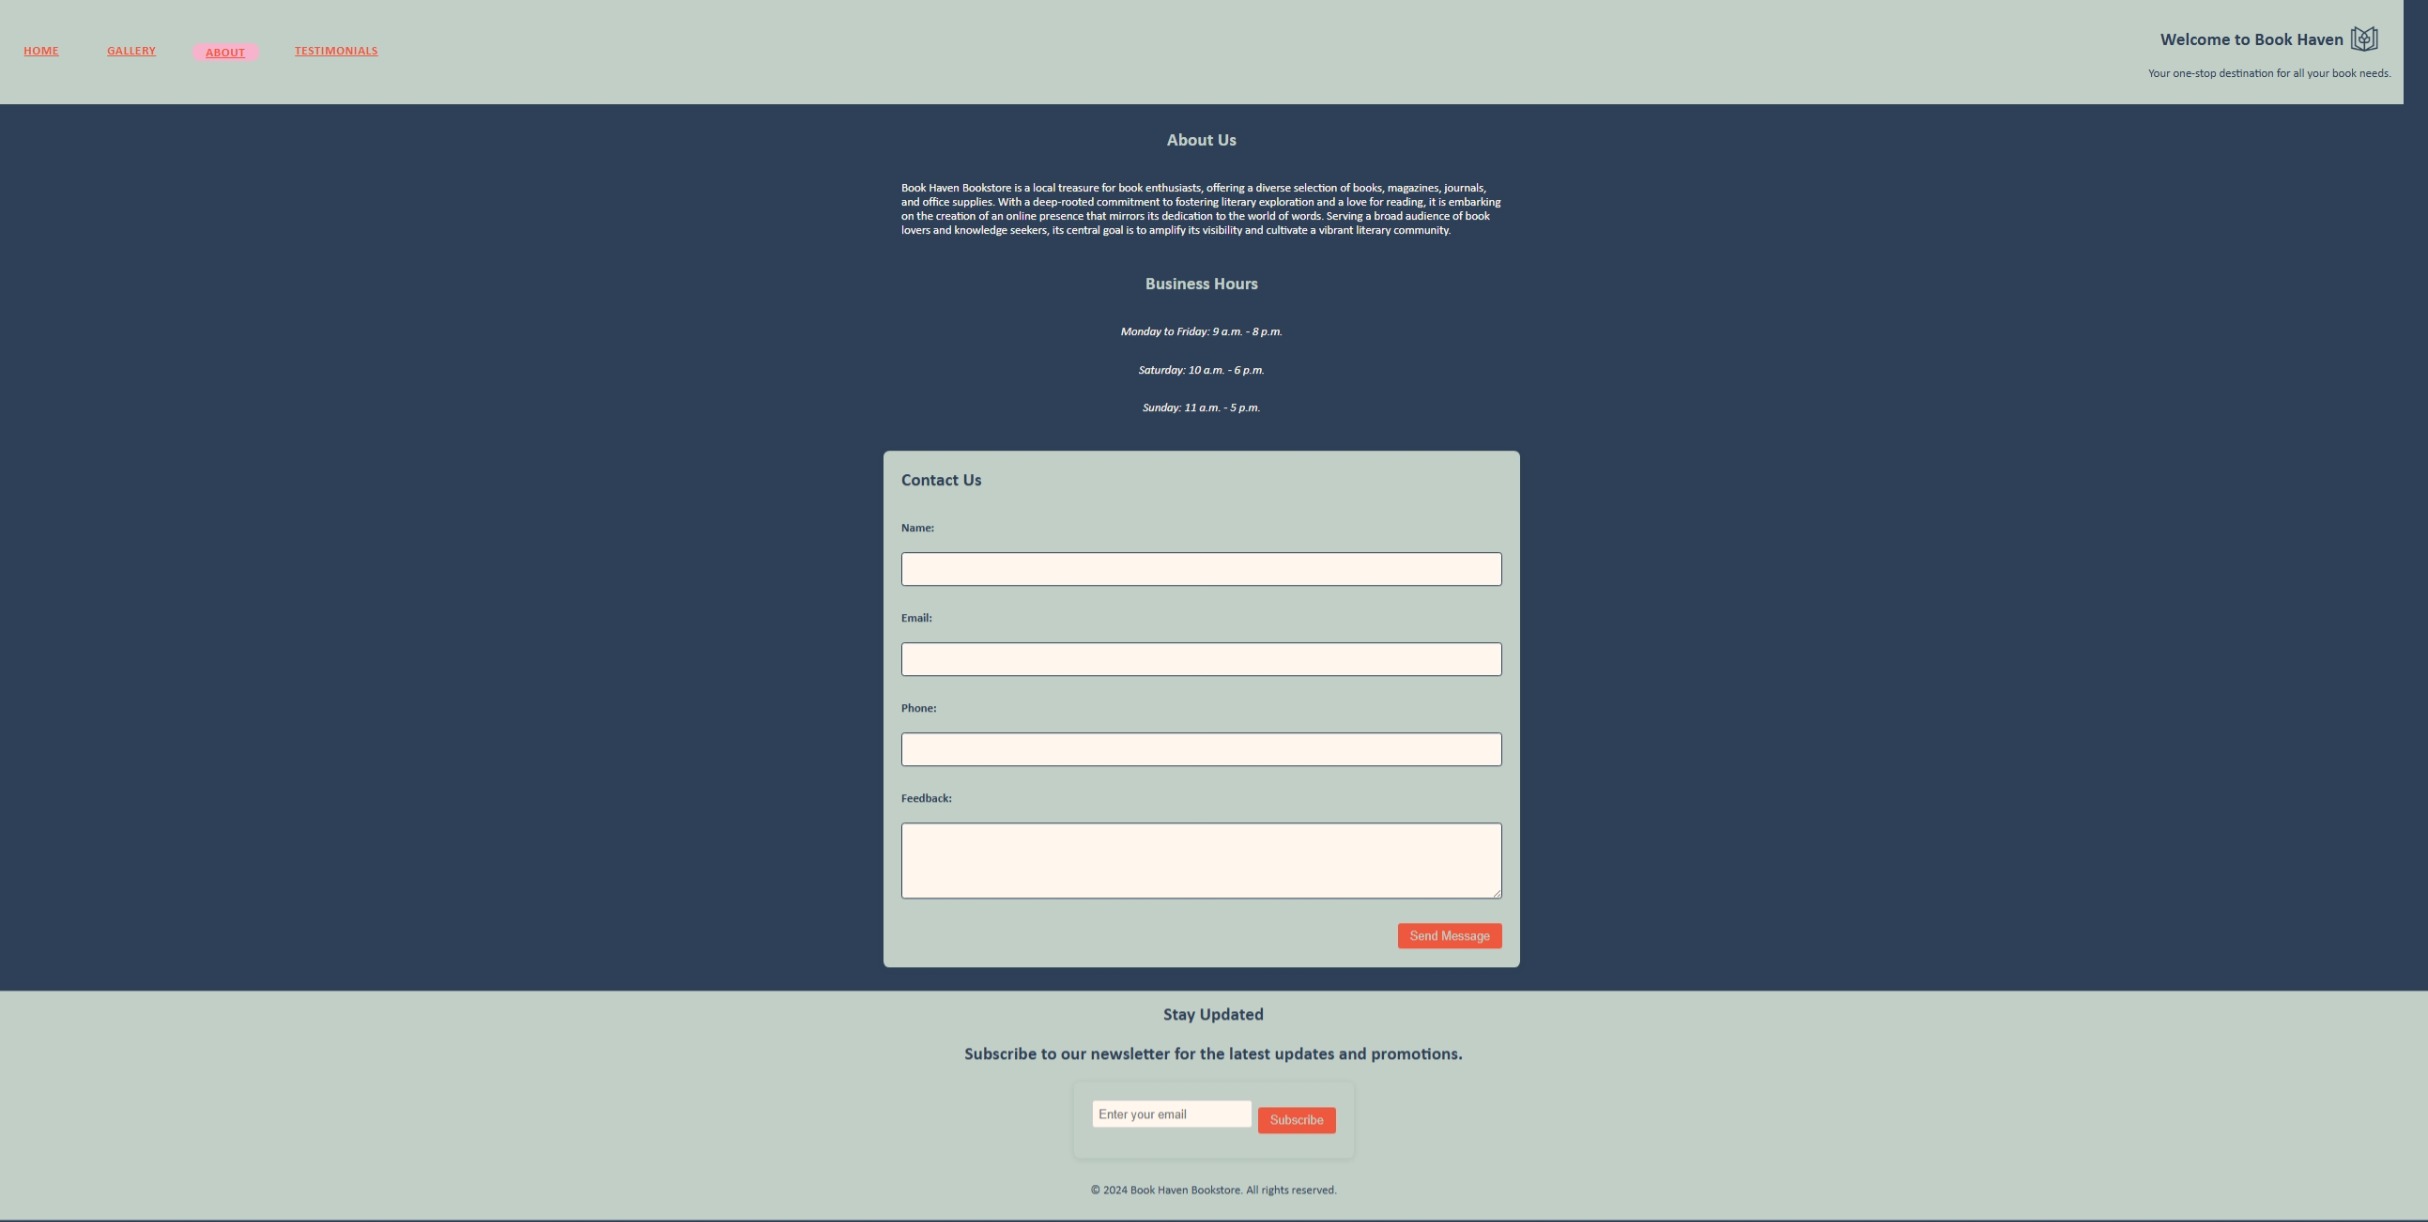 HOME
GALLERY
ABOUT
TESTIMONIALS
Welcome to Book Haven
Your one-stop destination for all your book needs.
About Us
Book Haven Bookstore is a local treasure for book enthusiasts, offering a diverse selection of books, magazines, journals,
and office supplies. With a deep-rooted commitment to fostering literary exploration and a love for reading, it is embarking
on the creation of an online presence that mirrors its dedication to the world of words. Serving a broad audience of book
lovers and knowledge seekers, its central goal is to amplify its visibility and cultivate a vibrant literary community.
Business Hours
Monday to Friday: 9 a.m. - 8 p.m.
Saturday: 10 a.m. - 6 p.m.
Sunday: 11 a.m. - 5 p.m.
Contact Us
Name:
Email:
Phone:
Feedback:
Send Message
Stay Updated
Subscribe to our newsletter for the latest updates and promotions.
Enter your email
Subscribe
© 2024 Book Haven Bookstore. All rights reserved.